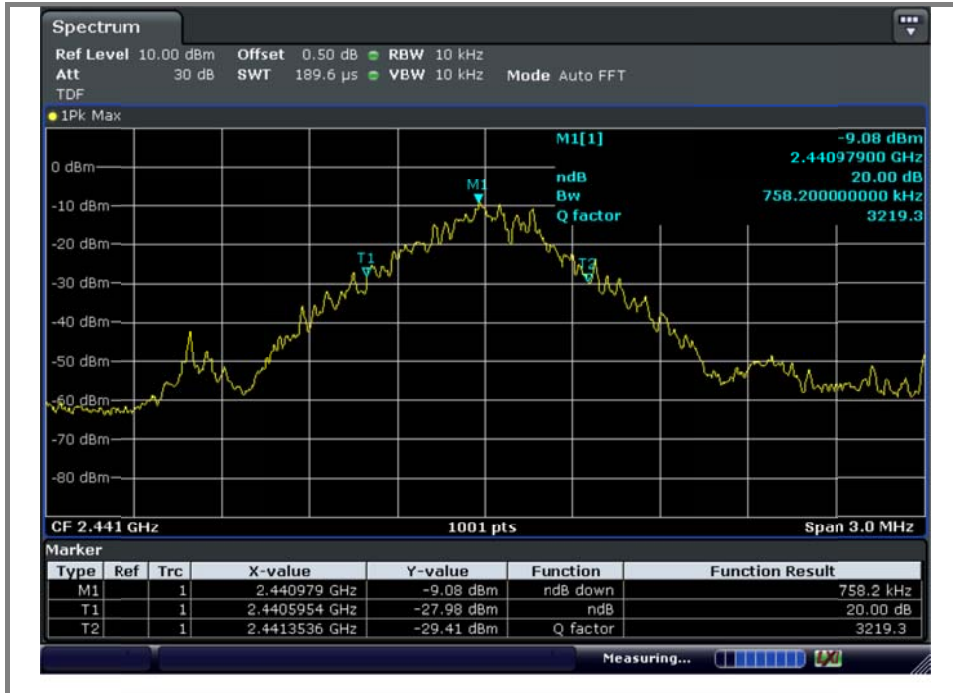 Spectrum
Ref Level 10.00 dBm Offset 0.50 dB RBW 10 kHz
Att 30 dB SWT 189.6 µs VBW 10 kHz Mode Auto FFT
TDF
1Pk Max
M1[1] -9.08 dBm
2.44097900 GHz
ndB 20.00 dB
Bw 758.200000000 kHz
Q factor 3219.3
0 dBm
M1
-10 dBm
-20 dBm
T1
T2
-30 dBm
-40 dBm
-50 dBm
-60 dBm
-70 dBm
-80 dBm
CF 2.441 GHz 1001 pts Span 3.0 MHz
Marker
Type Ref Trc X-value Y-value Function Function Result
M1 1 2.440979 GHz -9.08 dBm ndB down 758.2 kHz
T1 1 2.4405954 GHz -27.98 dBm ndB 20.00 dB
T2 1 2.4413536 GHz -29.41 dBm Q factor 3219.3
Measuring...